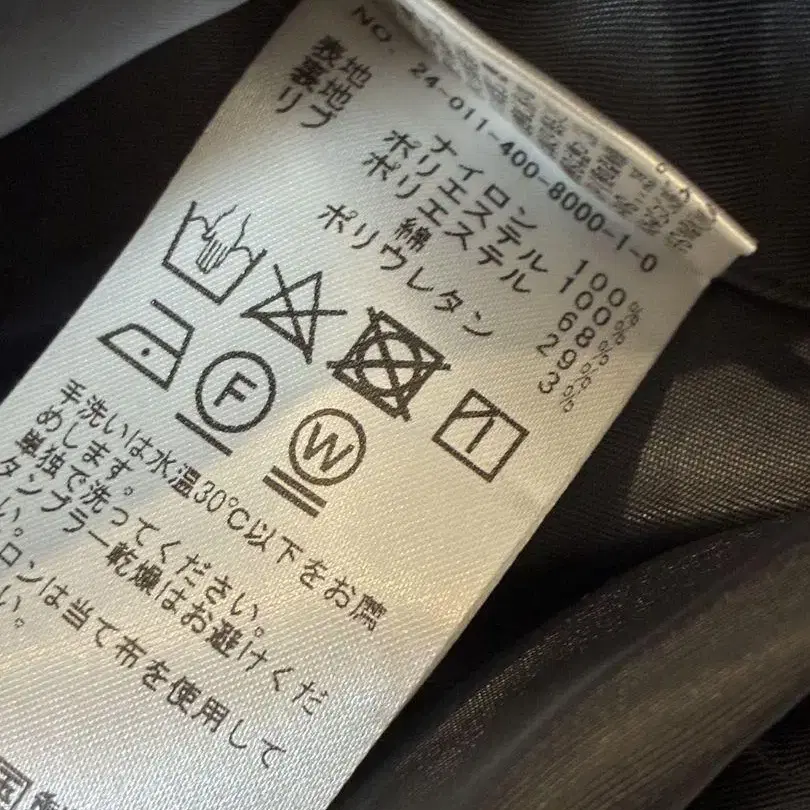 NO. 24-011-400-8000-1-0
表地 ナイロン 100%
裏地 ポリエステル 100%
リブ ポリエステル 68%
綿 29%
ポリウレタン 3%
F
W
手洗いは水温30℃以下をお薦
めします。
単独で洗ってください。
タンブラー乾燥はお避けくだ
い。
ロンは当て布を使用して
い。